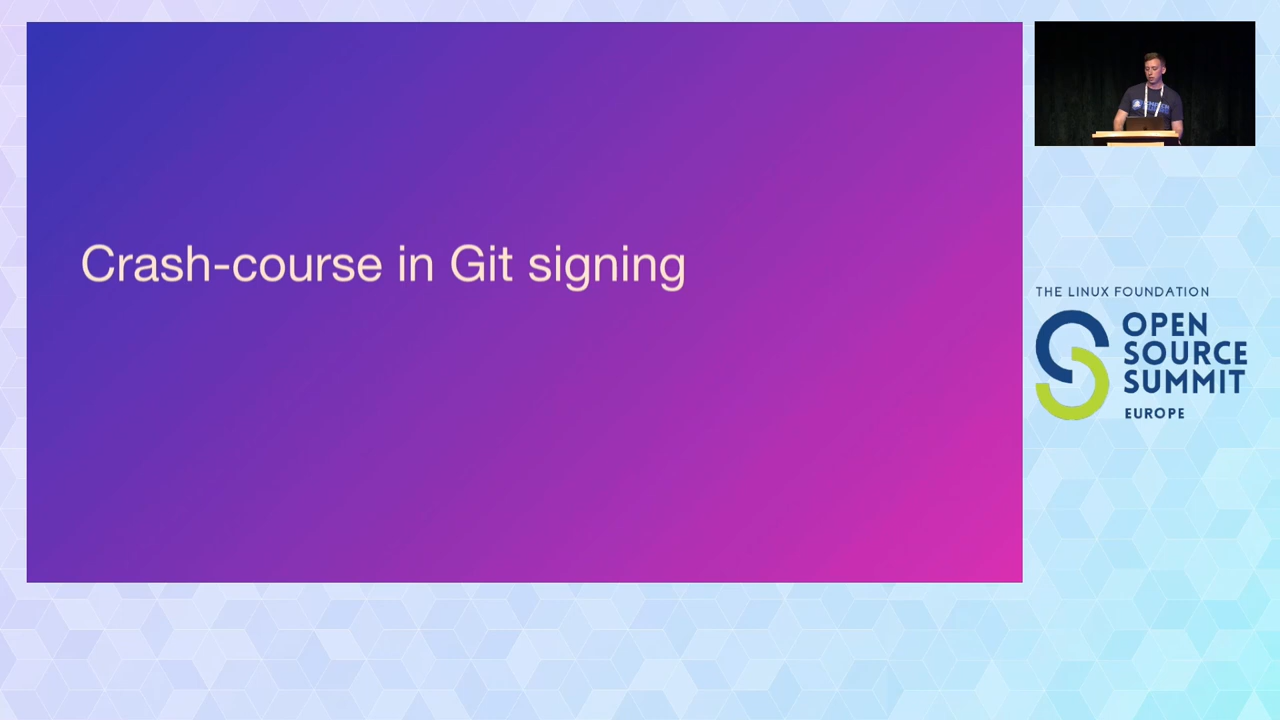 Crash-course in Git signing
THE LINUX FOUNDATION
OPEN
SOURCE
SUMMIT
EUROPE